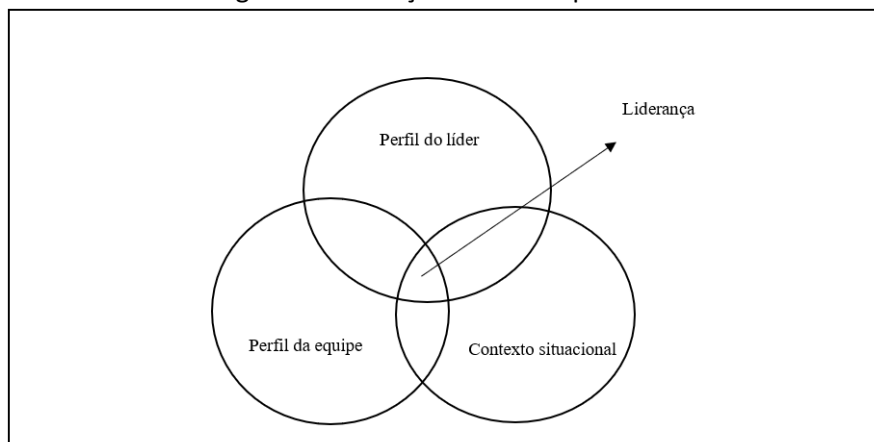 Liderança
Perfil do líder
Perfil da equipe
Contexto situacional